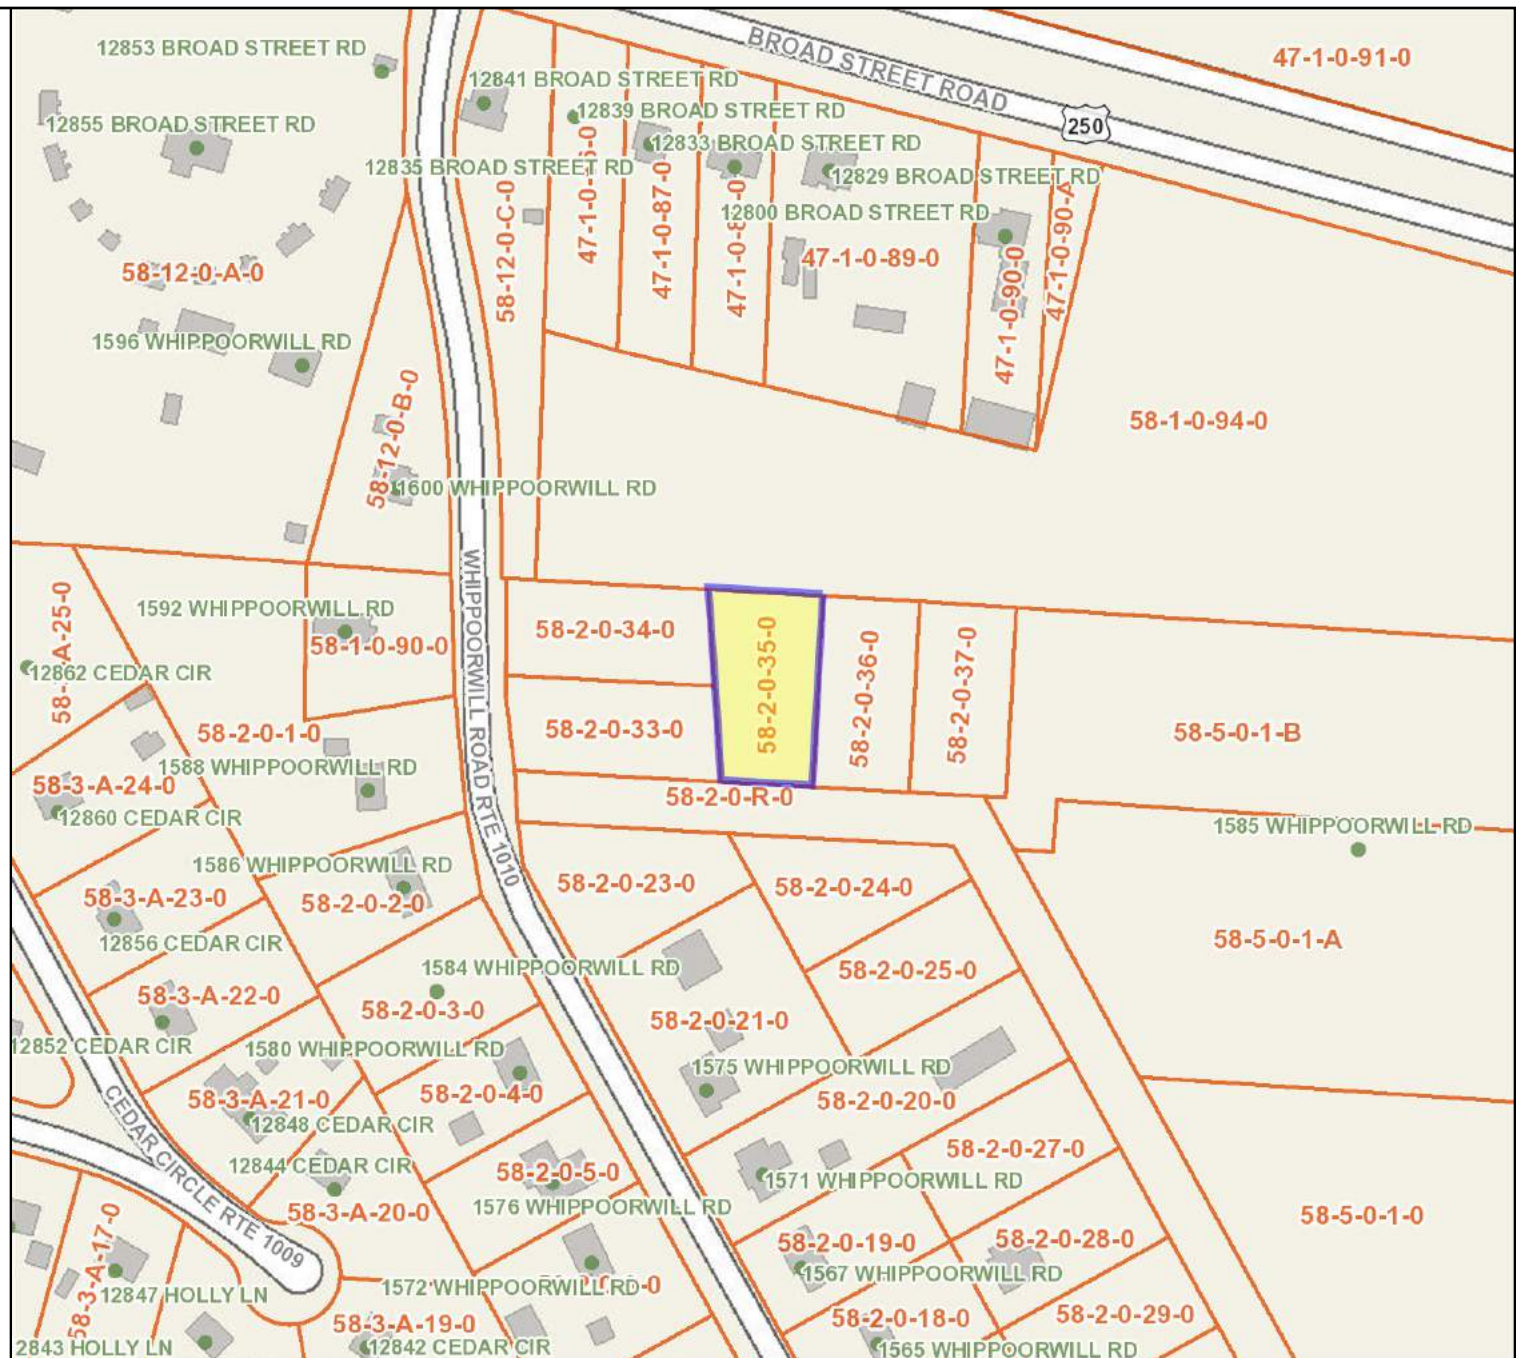 12853 BROAD STREET RD
BROAD STREET ROAD
47-1-0-91-0
12841 BROAD STREET RD
12839 BROAD STREET RD
250
12855 BROAD STREET RD
12833 BROAD STREET RD
12835 BROAD STREET RD
12829 BROAD STREET RD
47-1-0-87-0
12800 BROAD STREET RD
58-12-0-C-0
47-1-0-90-A
58-12-0-A-0
47-1-0-89-0
47-1-0-90-0
1596 WHIPPOORWILL RD
58-12-0-B-0
58-1-0-94-0
1600 WHIPPOORWILL RD
WHIPPOORWILL ROAD RTE 1010
1592 WHIPPOORWILL RD
58-1-0-90-0
58-2-0-34-0
58-2-0-35-0
58-2-0-36-0
58-2-0-37-0
12862 CEDAR CIR
58-2-0-1-0
58-2-0-33-0
58-5-0-1-B
1588 WHIPPOORWILL RD
58-3-A-24-0
58-2-0-R-0
12860 CEDAR CIR
1585 WHIPPOORWILL RD
1586 WHIPPOORWILL RD
58-3-A-23-0
58-2-0-2-0
58-2-0-23-0
58-2-0-24-0
12856 CEDAR CIR
58-5-0-1-A
1584 WHIPPOORWILL RD
58-2-0-25-0
58-3-A-22-0
58-2-0-3-0
58-2-0-21-0
12852 CEDAR CIR
1580 WHIPPOORWILL RD
1575 WHIPPOORWILL RD
58-3-A-21-0
58-2-0-4-0
58-2-0-20-0
12848 CEDAR CIR
CEDAR CIRCLE RTE 1009
58-2-0-27-0
12844 CEDAR CIR
58-2-0-5-0
1571 WHIPPOORWILL RD
58-3-A-20-0
1576 WHIPPOORWILL RD
58-5-0-1-0
58-3-A-17-0
58-2-0-19-0
58-2-0-28-0
1567 WHIPPOORWILL RD
12847 HOLLY LN
1572 WHIPPOORWILL RD
58-3-A-19-0
58-2-0-18-0
58-2-0-29-0
2843 HOLLY LN
12842 CEDAR CIR
1565 WHIPPOORWILL RD